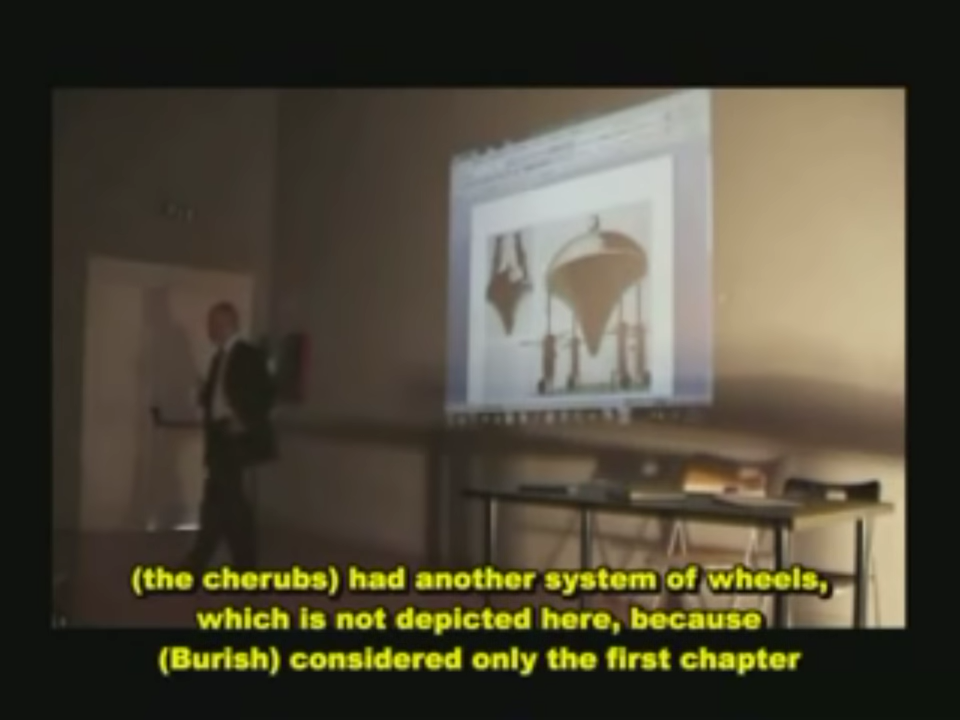 (the cherubs) had another system of wheels,
which is not depicted here, because
(Burish) considered only the first chapter